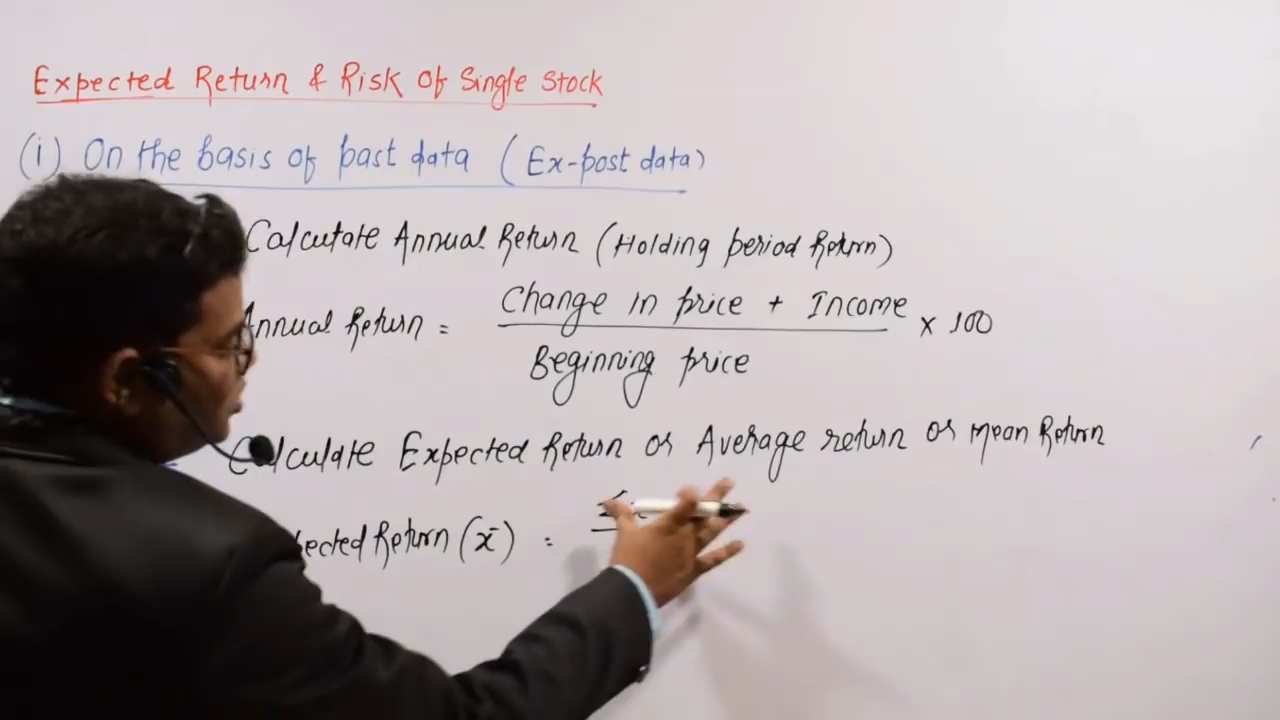 Expected Return & Risk Of Single Stock
(i) On the basis of past data (Ex-post data)
Calculate Annual Return (Holding period Return)
Annual Return = Change in price + Income × 100
Beginning price
Calculate Expected Return or Average return or mean Return
Return (x̄) =